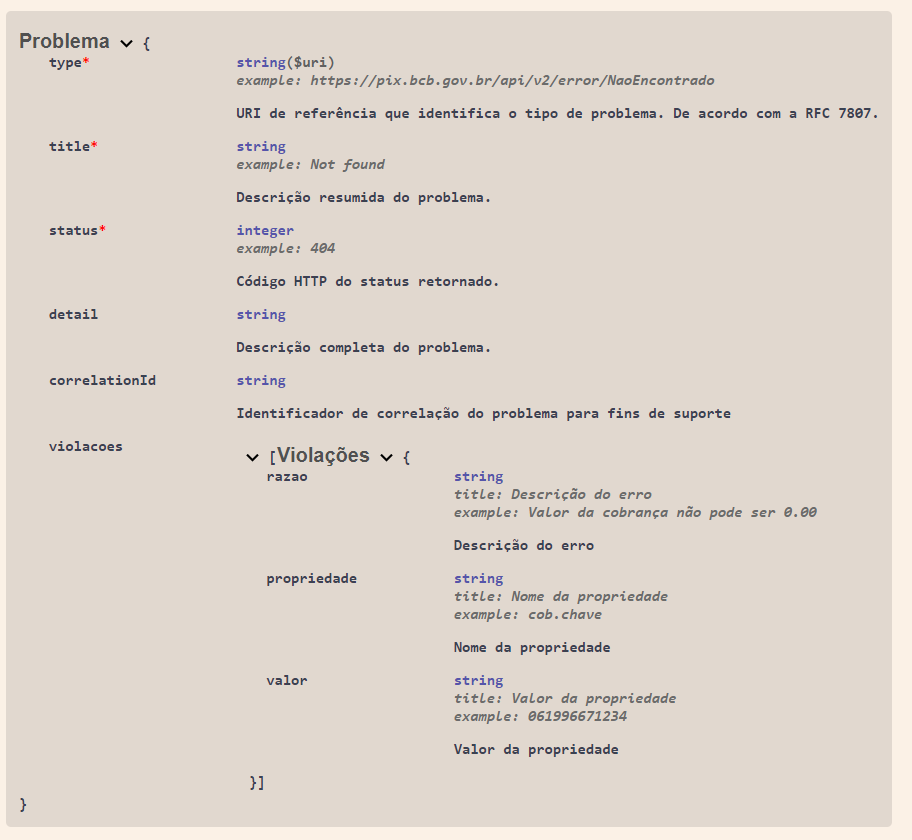 Problema {
type* string($uri)
example: https://pix.bcb.gov.br/api/v2/error/NaoEncontrado
URI de referência que identifica o tipo de problema. De acordo com a RFC 7807.
title* string
example: Not found
Descrição resumida do problema.
status* integer
example: 404
Código HTTP do status retornado.
detail string
Descrição completa do problema.
correlationId string
Identificador de correlação do problema para fins de suporte
violacoes [Violações {
razao string
title: Descrição do erro
example: Valor da cobrança não pode ser 0.00
Descrição do erro
propriedade string
title: Nome da propriedade
example: cob.chave
Nome da propriedade
valor string
title: Valor da propriedade
example: 061996671234
Valor da propriedade
}]
}